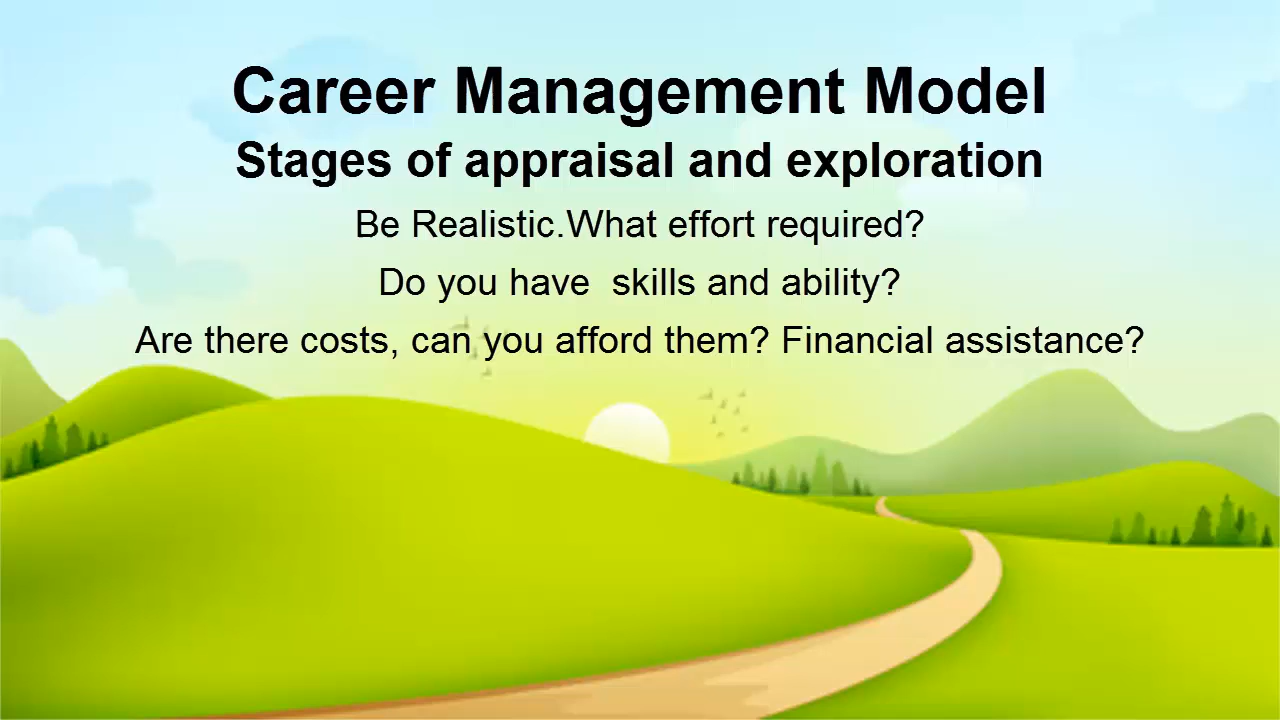 Career Management Model
Stages of appraisal and exploration
Be Realistic.What effort required?
Do you have  skills and ability?
Are there costs, can you afford them? Financial assistance?